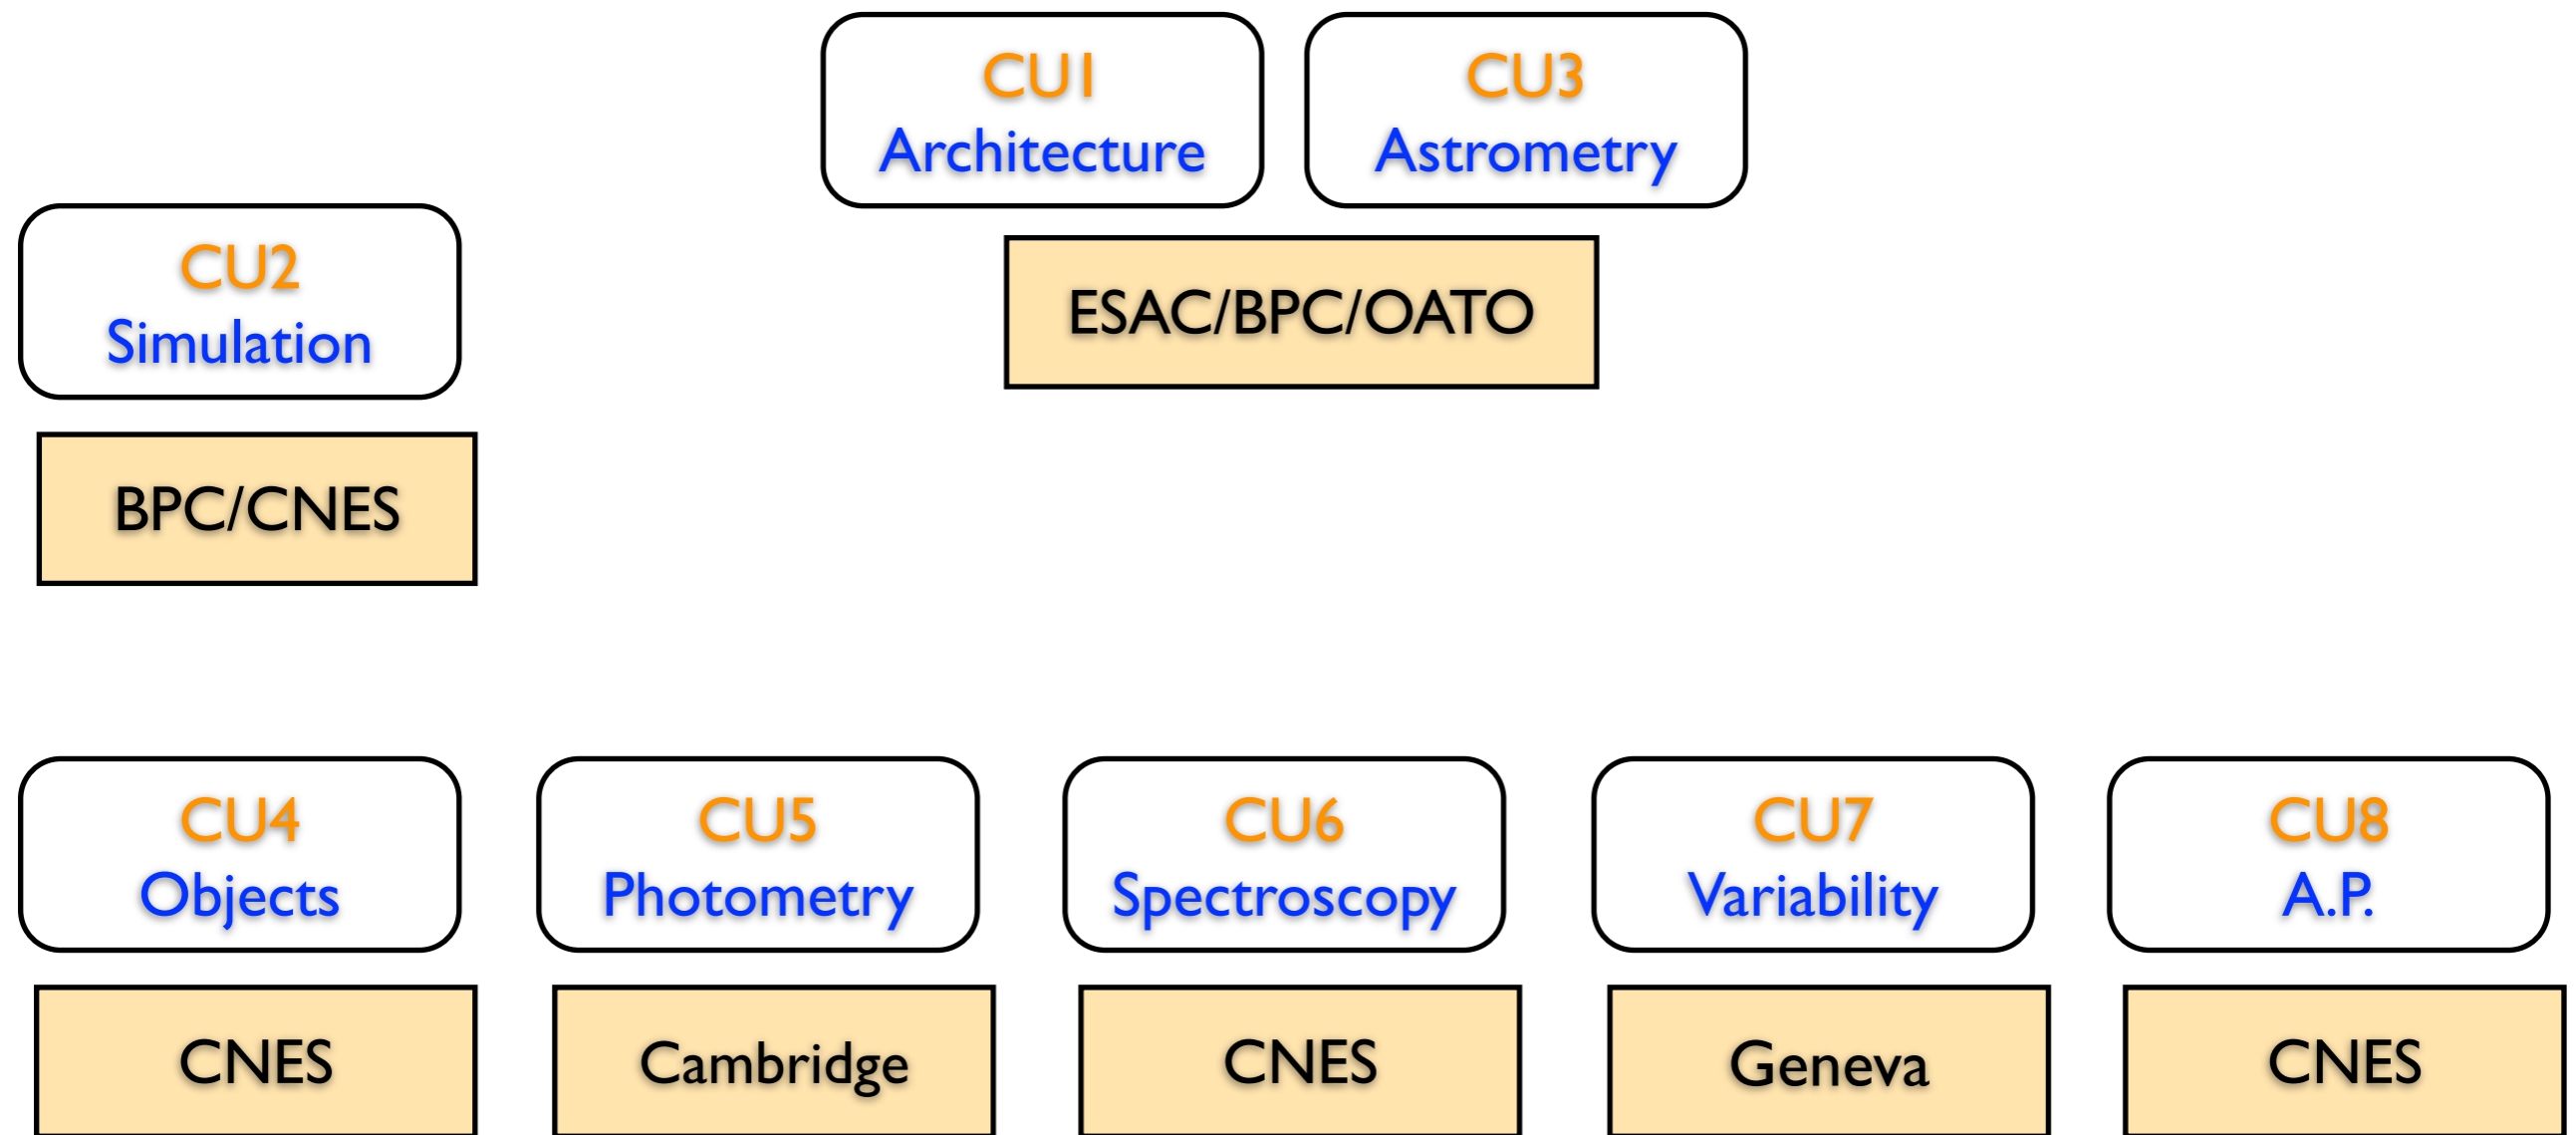 CU1
Architecture
CU3
Astrometry
ESAC/BPC/OATO
CU2
Simulation
BPC/CNES
CU4
Objects
CNES
CU5
Photometry
Cambridge
CU6
Spectroscopy
CNES
CU7
Variability
Geneva
CU8
A.P.
CNES